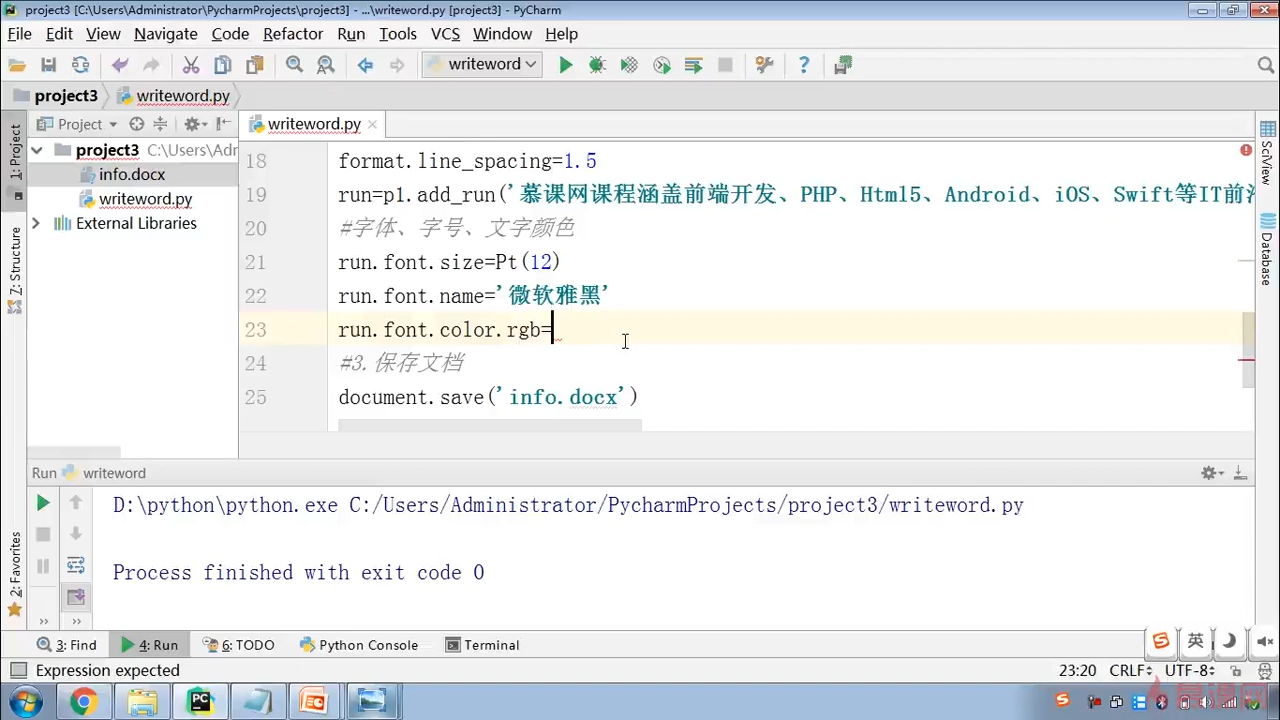 project3 [C:\Users\Administrator\PycharmProjects\project3] - ...\writeword.py [project3] - PyCharm
File Edit View Navigate Code Refactor Run Tools VCS Window Help
writeword
project3 writeword.py
1: Project
Project
writeword.py
project3 C:\Users\Adr
info.docx
writeword.py
External Libraries
18 format.line_spacing=1.5
19 run=p1.add_run('慕课网课程涵盖前端开发、PHP、Html5、Android、iOS、Swift等IT前沿
20 #字体、字号、文字颜色
21 run.font.size=Pt(12)
22 run.font.name='微软雅黑'
23 run.font.color.rgb=
24 #3.保存文档
25 document.save('info.docx')
SciView
Database
Z: Structure
2: Favorites
Run writeword
D:\python\python.exe C:/Users/Administrator/PycharmProjects/project3/writeword.py
Process finished with exit code 0
3: Find 4: Run 6: TODO Python Console Terminal
英
Expression expected 23:20 CRLF UTF-8